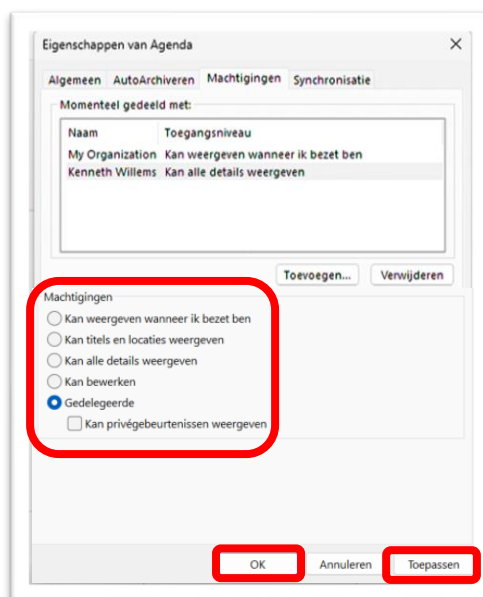 Eigenschappen van Agenda
Algemeen AutoArchiveren Machtigingen Synchronisatie
Momenteel gedeeld met:
Naam Toegangsniveau
My Organization Kan weergeven wanneer ik bezet ben
Kenneth Willems Kan alle details weergeven
Toevoegen... Verwijderen
Machtigingen
Kan weergeven wanneer ik bezet ben
Kan titels en locaties weergeven
Kan alle details weergeven
Kan bewerken
Gedelegeerde
Kan privégebeurtenissen weergeven
OK Annuleren Toepassen